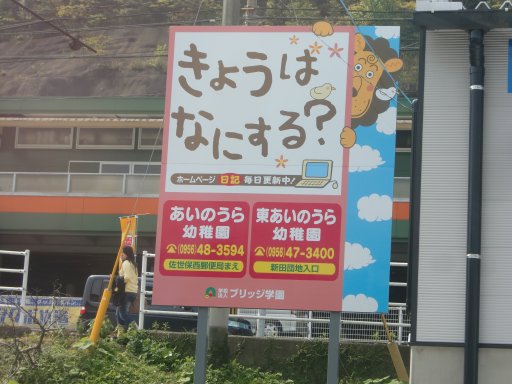 きょうは
なにする?
ホームページ 日記 毎日更新中!
あいのうら
幼稚園
☎(0956)48-3594
佐世保西郵便局まえ
東あいのうら
幼稚園
☎(0956)47-3400
新田団地入口
ブリッジ学園